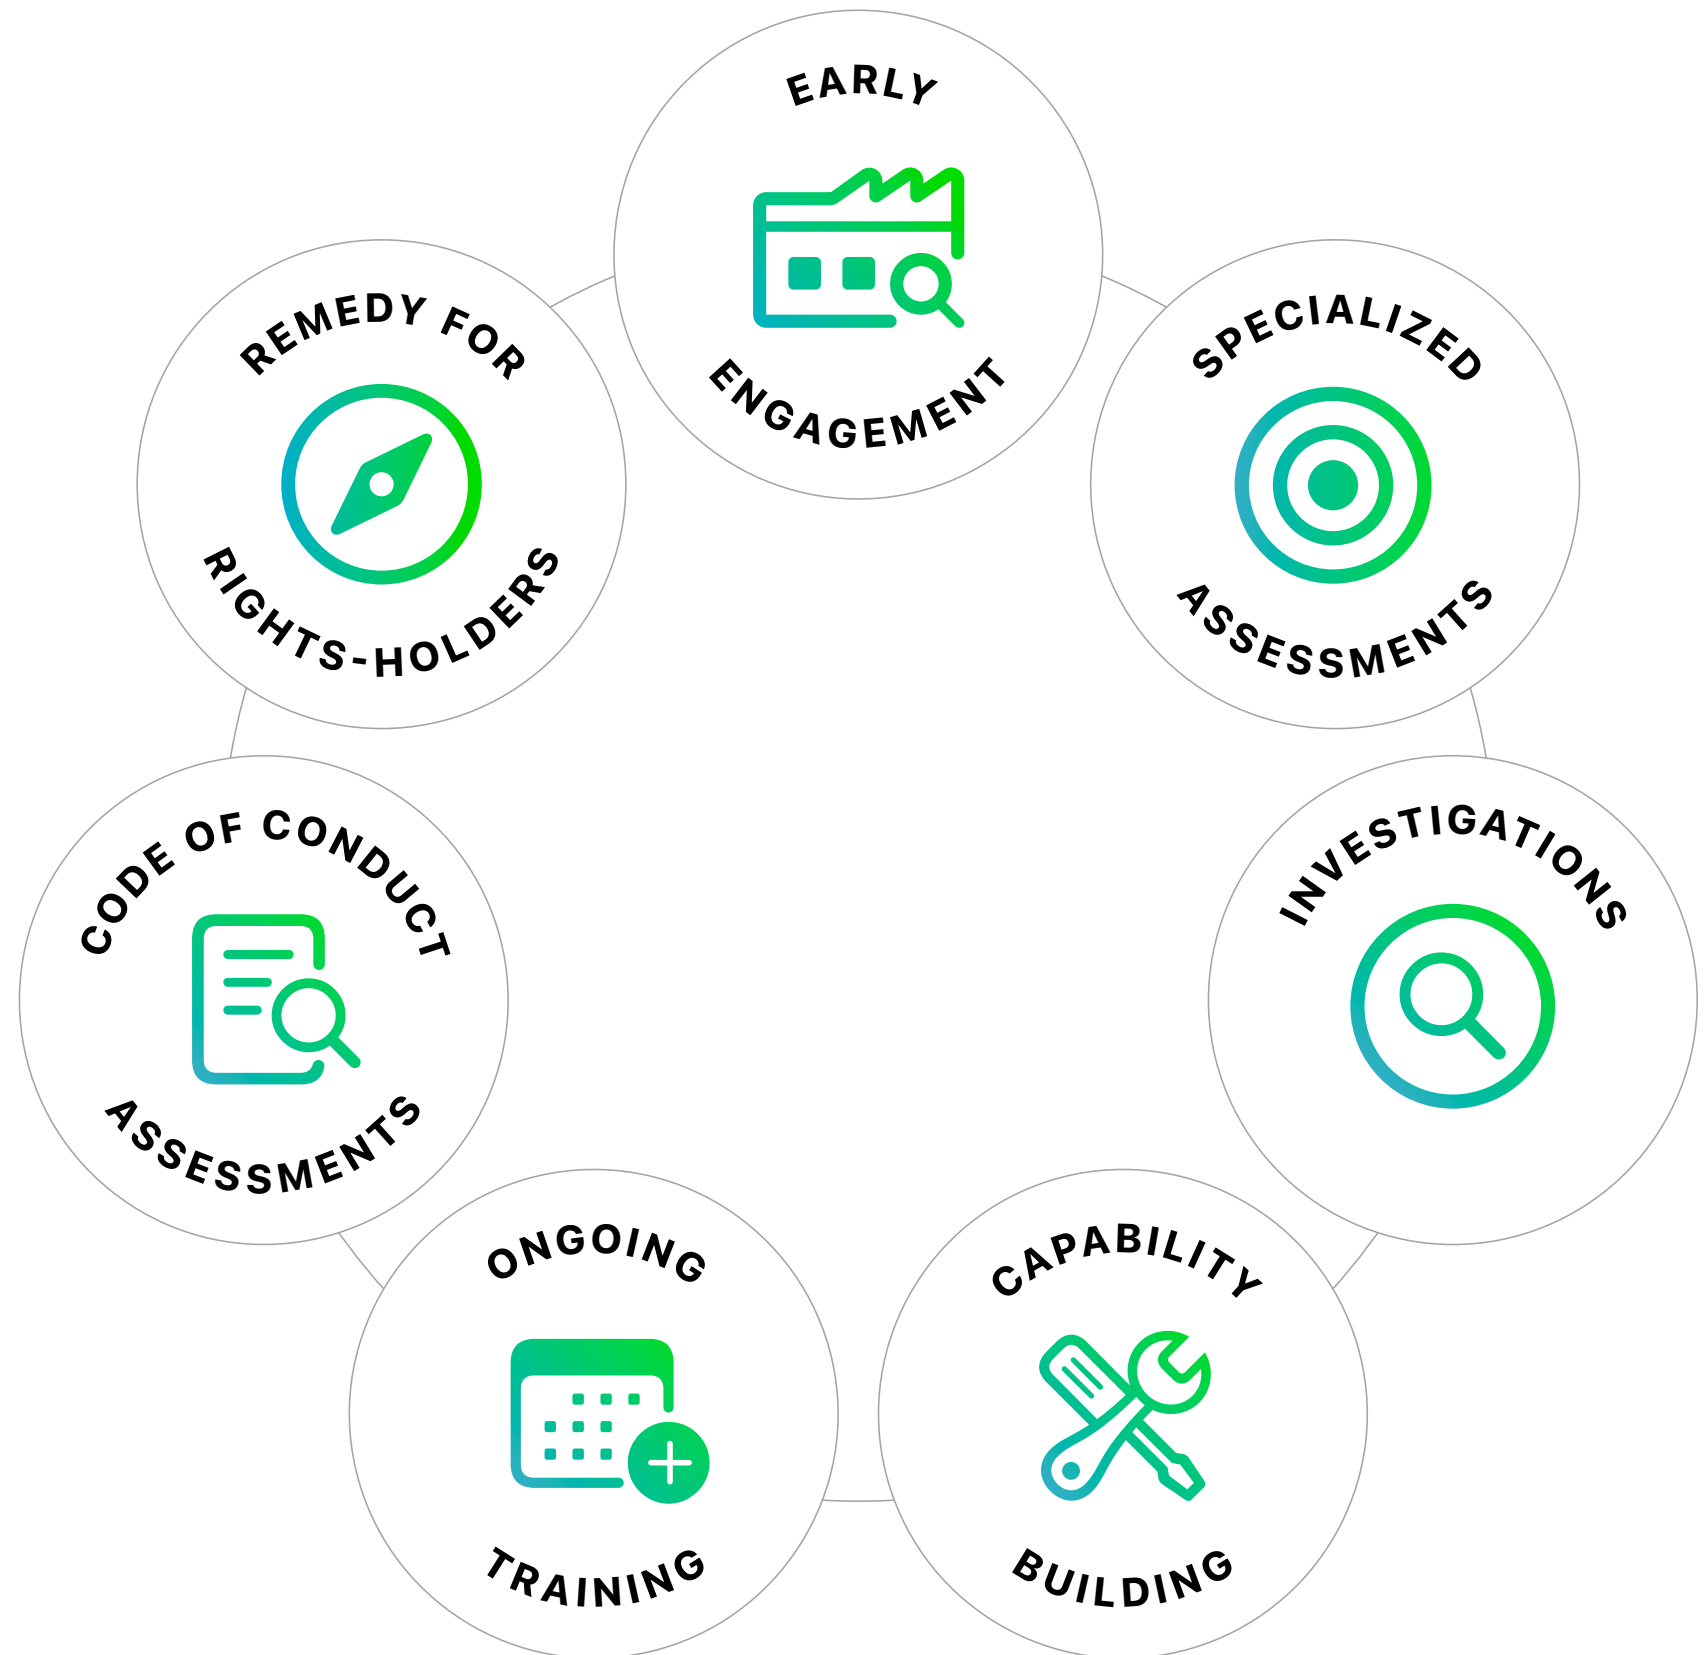 EARLY
ENGAGEMENT
SPECIALIZED
ASSESSMENTS
INVESTIGATIONS
CAPABILITY
BUILDING
ONGOING
TRAINING
CODE OF CONDUCT
ASSESSMENTS
REMEDY FOR
RIGHTS-HOLDERS